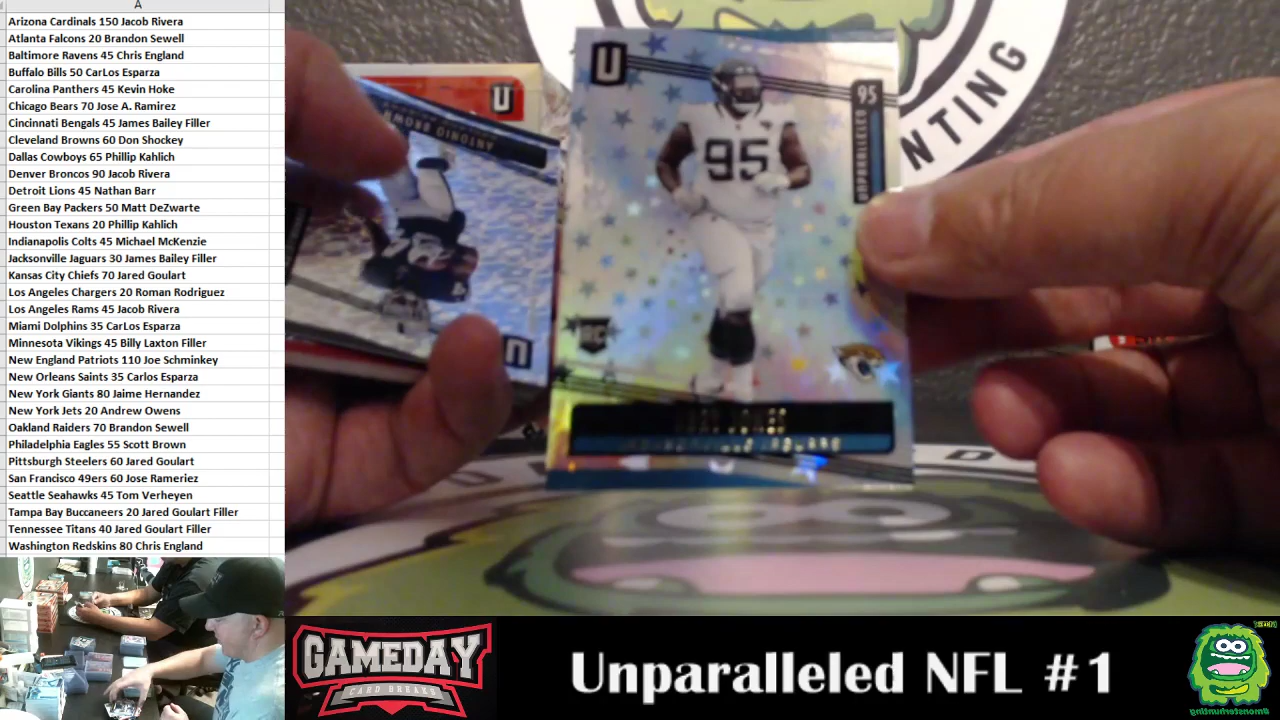 A
Arizona Cardinals 150 Jacob Rivera
Atlanta Falcons 20 Brandon Sewell
Baltimore Ravens 45 Chris England
Buffalo Bills 50 CarLos Esparza
Carolina Panthers 45 Kevin Hoke
Chicago Bears 70 Jose A. Ramirez
Cincinnati Bengals 45 James Bailey Filler
Cleveland Browns 60 Don Shockey
Dallas Cowboys 65 Phillip Kahlich
Denver Broncos 90 Jacob Rivera
Detroit Lions 45 Nathan Barr
Green Bay Packers 50 Matt DeZwarte
Houston Texans 20 Phillip Kahlich
Indianapolis Colts 45 Michael McKenzie
Jacksonville Jaguars 30 James Bailey Filler
Kansas City Chiefs 70 Jared Goulart
Los Angeles Chargers 20 Roman Rodriguez
Los Angeles Rams 45 Jacob Rivera
Miami Dolphins 35 CarLos Esparza
Minnesota Vikings 45 Billy Laxton Filler
New England Patriots 110 Joe Schminkey
New Orleans Saints 35 Carlos Esparza
New York Giants 80 Jaime Hernandez
New York Jets 20 Andrew Owens
Oakland Raiders 70 Brandon Sewell
Philadelphia Eagles 55 Scott Brown
Pittsburgh Steelers 60 Jared Goulart
San Francisco 49ers 60 Jose Rameriez
Seattle Seahawks 45 Tom Verheyen
Tampa Bay Buccaneers 20 Jared Goulart Filler
Tennessee Titans 40 Jared Goulart Filler
Washington Redskins 80 Chris England
U
ANTONIO BROWN
U
U
95
UNPARALLELED
95
RC
NTING
GAMEDAY
CARD BREAKS
Unparalleled NFL #1
#monsterhunting